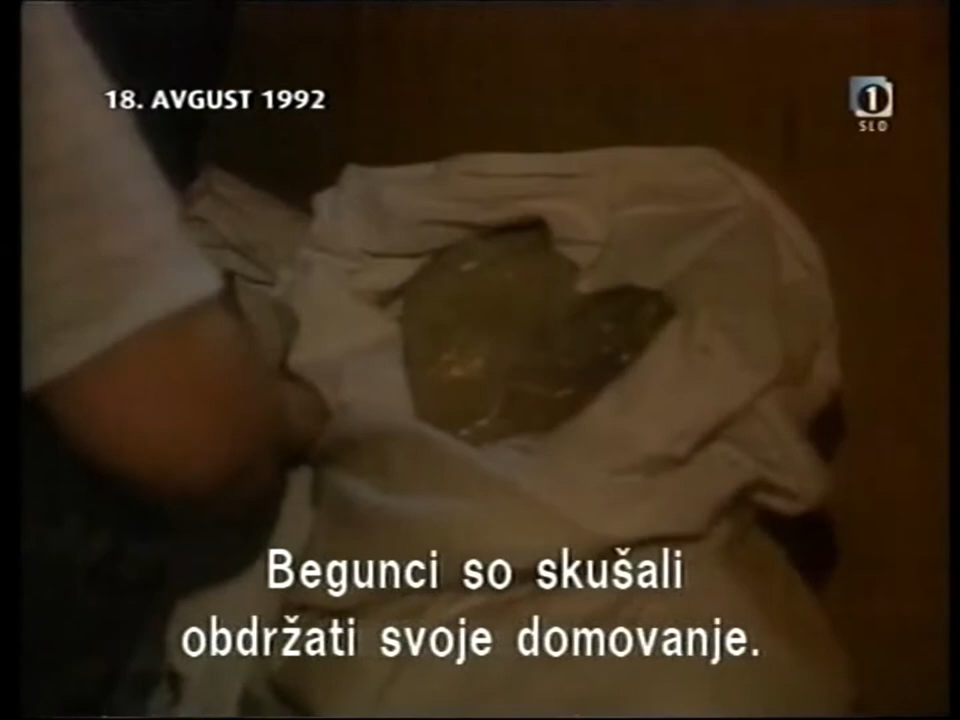 18. AVGUST 1992
1
SLO
Begunci so skušali
obdržati svoje domovanje.